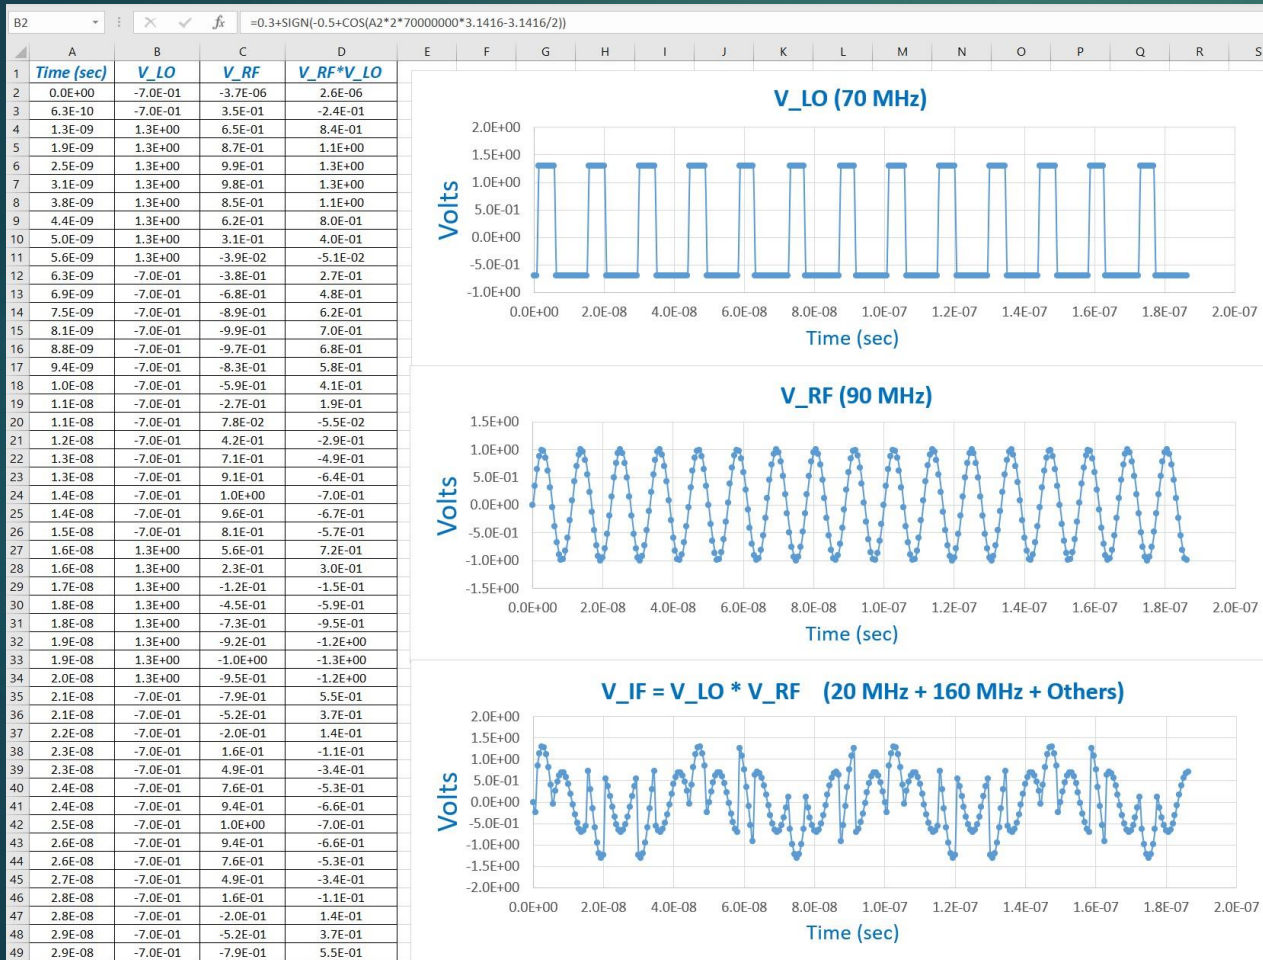 B2 fx =0.3+SIGN(-0.5+COS(A2*2*70000000*3.1416-3.1416/2))
A B C D E F G H I J K L M N O P Q R S
1 Time (sec) V_LO V_RF V_RF*V_LO
2 0.0E+00 -7.0E-01 -3.7E-06 2.6E-06
3 6.3E-10 -7.0E-01 3.5E-01 -2.4E-01
4 1.3E-09 1.3E+00 6.5E-01 8.4E-01
5 1.9E-09 1.3E+00 8.7E-01 1.1E+00
6 2.5E-09 1.3E+00 9.9E-01 1.3E+00
7 3.1E-09 1.3E+00 9.8E-01 1.3E+00
8 3.8E-09 1.3E+00 8.5E-01 1.1E+00
9 4.4E-09 1.3E+00 6.2E-01 8.0E-01
10 5.0E-09 1.3E+00 3.1E-01 4.0E-01
11 5.6E-09 1.3E+00 -3.9E-02 -5.1E-02
12 6.3E-09 -7.0E-01 -3.8E-01 2.7E-01
13 6.9E-09 -7.0E-01 -6.8E-01 4.8E-01
14 7.5E-09 -7.0E-01 -8.9E-01 6.2E-01
15 8.1E-09 -7.0E-01 -9.9E-01 7.0E-01
16 8.8E-09 -7.0E-01 -9.7E-01 6.8E-01
17 9.4E-09 -7.0E-01 -8.3E-01 5.8E-01
18 1.0E-08 -7.0E-01 -5.9E-01 4.1E-01
19 1.1E-08 -7.0E-01 -2.7E-01 1.9E-01
20 1.1E-08 -7.0E-01 7.8E-02 -5.5E-02
21 1.2E-08 -7.0E-01 4.2E-01 -2.9E-01
22 1.3E-08 -7.0E-01 7.1E-01 -4.9E-01
23 1.3E-08 -7.0E-01 9.1E-01 -6.4E-01
24 1.4E-08 -7.0E-01 1.0E+00 -7.0E-01
25 1.4E-08 -7.0E-01 9.6E-01 -6.7E-01
26 1.5E-08 -7.0E-01 8.1E-01 -5.7E-01
27 1.6E-08 1.3E+00 5.6E-01 7.2E-01
28 1.6E-08 1.3E+00 2.3E-01 3.0E-01
29 1.7E-08 1.3E+00 -1.2E-01 -1.5E-01
30 1.8E-08 1.3E+00 -4.5E-01 -5.9E-01
31 1.8E-08 1.3E+00 -7.3E-01 -9.5E-01
32 1.9E-08 1.3E+00 -9.2E-01 -1.2E+00
33 1.9E-08 1.3E+00 -1.0E+00 -1.3E+00
34 2.0E-08 1.3E+00 -9.5E-01 -1.2E+00
35 2.1E-08 -7.0E-01 -7.9E-01 5.5E-01
36 2.1E-08 -7.0E-01 -5.2E-01 3.7E-01
37 2.2E-08 -7.0E-01 -2.0E-01 1.4E-01
38 2.3E-08 -7.0E-01 1.6E-01 -1.1E-01
39 2.3E-08 -7.0E-01 4.9E-01 -3.4E-01
40 2.4E-08 -7.0E-01 7.6E-01 -5.3E-01
41 2.4E-08 -7.0E-01 9.4E-01 -6.6E-01
42 2.5E-08 -7.0E-01 1.0E+00 -7.0E-01
43 2.6E-08 -7.0E-01 9.4E-01 -6.6E-01
44 2.6E-08 -7.0E-01 7.6E-01 -5.3E-01
45 2.7E-08 -7.0E-01 4.9E-01 -3.4E-01
46 2.8E-08 -7.0E-01 1.6E-01 -1.1E-01
47 2.8E-08 -7.0E-01 -2.0E-01 1.4E-01
48 2.9E-08 -7.0E-01 -5.2E-01 3.7E-01
49 2.9E-08 -7.0E-01 -7.9E-01 5.5E-01
V_LO (70 MHz)
Volts
2.0E+00
1.5E+00
1.0E+00
5.0E-01
0.0E+00
-5.0E-01
-1.0E+00
0.0E+00 2.0E-08 4.0E-08 6.0E-08 8.0E-08 1.0E-07 1.2E-07 1.4E-07 1.6E-07 1.8E-07 2.0E-07
Time (sec)
V_RF (90 MHz)
Volts
1.5E+00
1.0E+00
5.0E-01
0.0E+00
-5.0E-01
-1.0E+00
-1.5E+00
0.0E+00 2.0E-08 4.0E-08 6.0E-08 8.0E-08 1.0E-07 1.2E-07 1.4E-07 1.6E-07 1.8E-07 2.0E-07
Time (sec)
V_IF = V_LO * V_RF (20 MHz + 160 MHz + Others)
Volts
2.0E+00
1.5E+00
1.0E+00
5.0E-01
0.0E+00
-5.0E-01
-1.0E+00
-1.5E+00
-2.0E+00
0.0E+00 2.0E-08 4.0E-08 6.0E-08 8.0E-08 1.0E-07 1.2E-07 1.4E-07 1.6E-07 1.8E-07 2.0E-07
Time (sec)